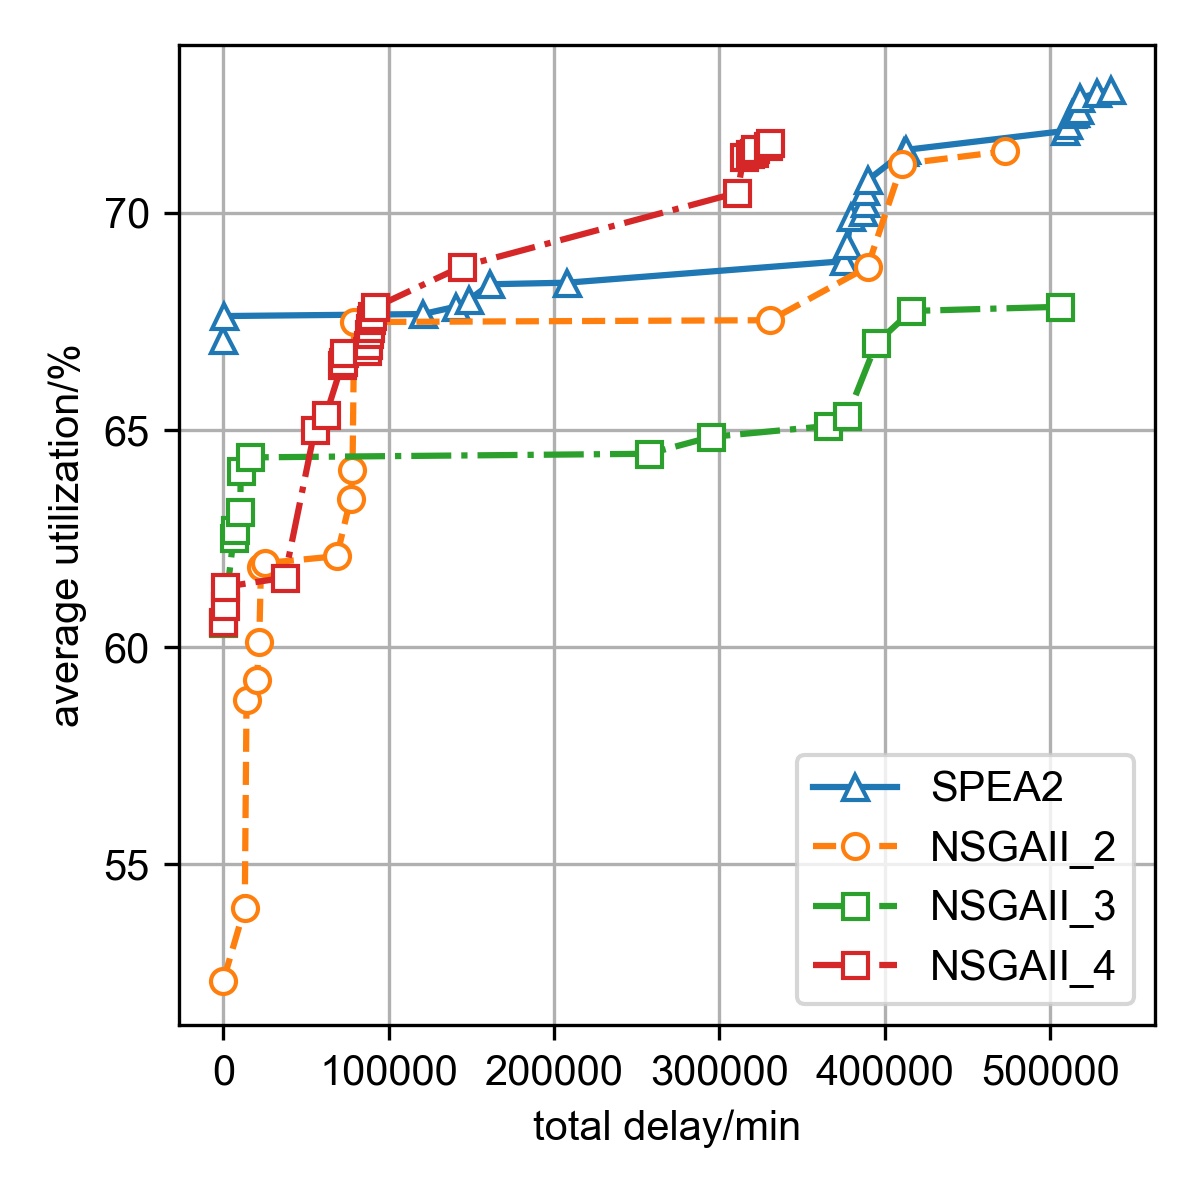 average utilization/%
70
65
60
55
0 100000 200000 300000 400000 500000
total delay/min
SPEA2
NSGAII_2
NSGAII_3
NSGAII_4